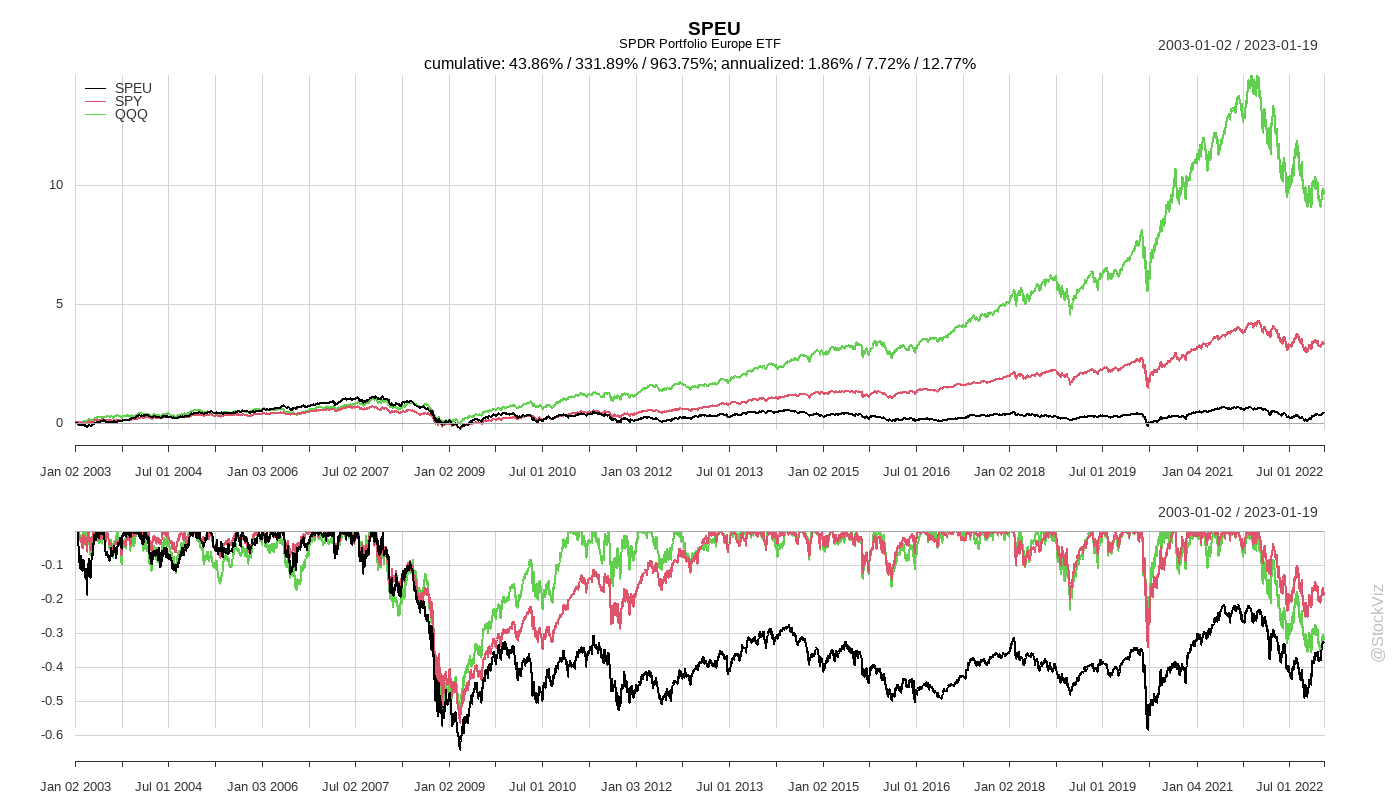 SPEU
SPDR Portfolio Europe ETF
2003-01-02 / 2023-01-19
cumulative: 43.86% / 331.89% / 963.75%; annualized: 1.86% / 7.72% / 12.77%
SPEU
SPY
QQQ
10
5
0
Jan 02 2003 Jul 01 2004 Jan 03 2006 Jul 02 2007 Jan 02 2009 Jul 01 2010 Jan 03 2012 Jul 01 2013 Jan 02 2015 Jul 01 2016 Jan 02 2018 Jul 01 2019 Jan 04 2021 Jul 01 2022
2003-01-02 / 2023-01-19
-0.1
-0.2
-0.3
-0.4
-0.5
-0.6
Jan 02 2003 Jul 01 2004 Jan 03 2006 Jul 02 2007 Jan 02 2009 Jul 01 2010 Jan 03 2012 Jul 01 2013 Jan 02 2015 Jul 01 2016 Jan 02 2018 Jul 01 2019 Jan 04 2021 Jul 01 2022
@StockViz